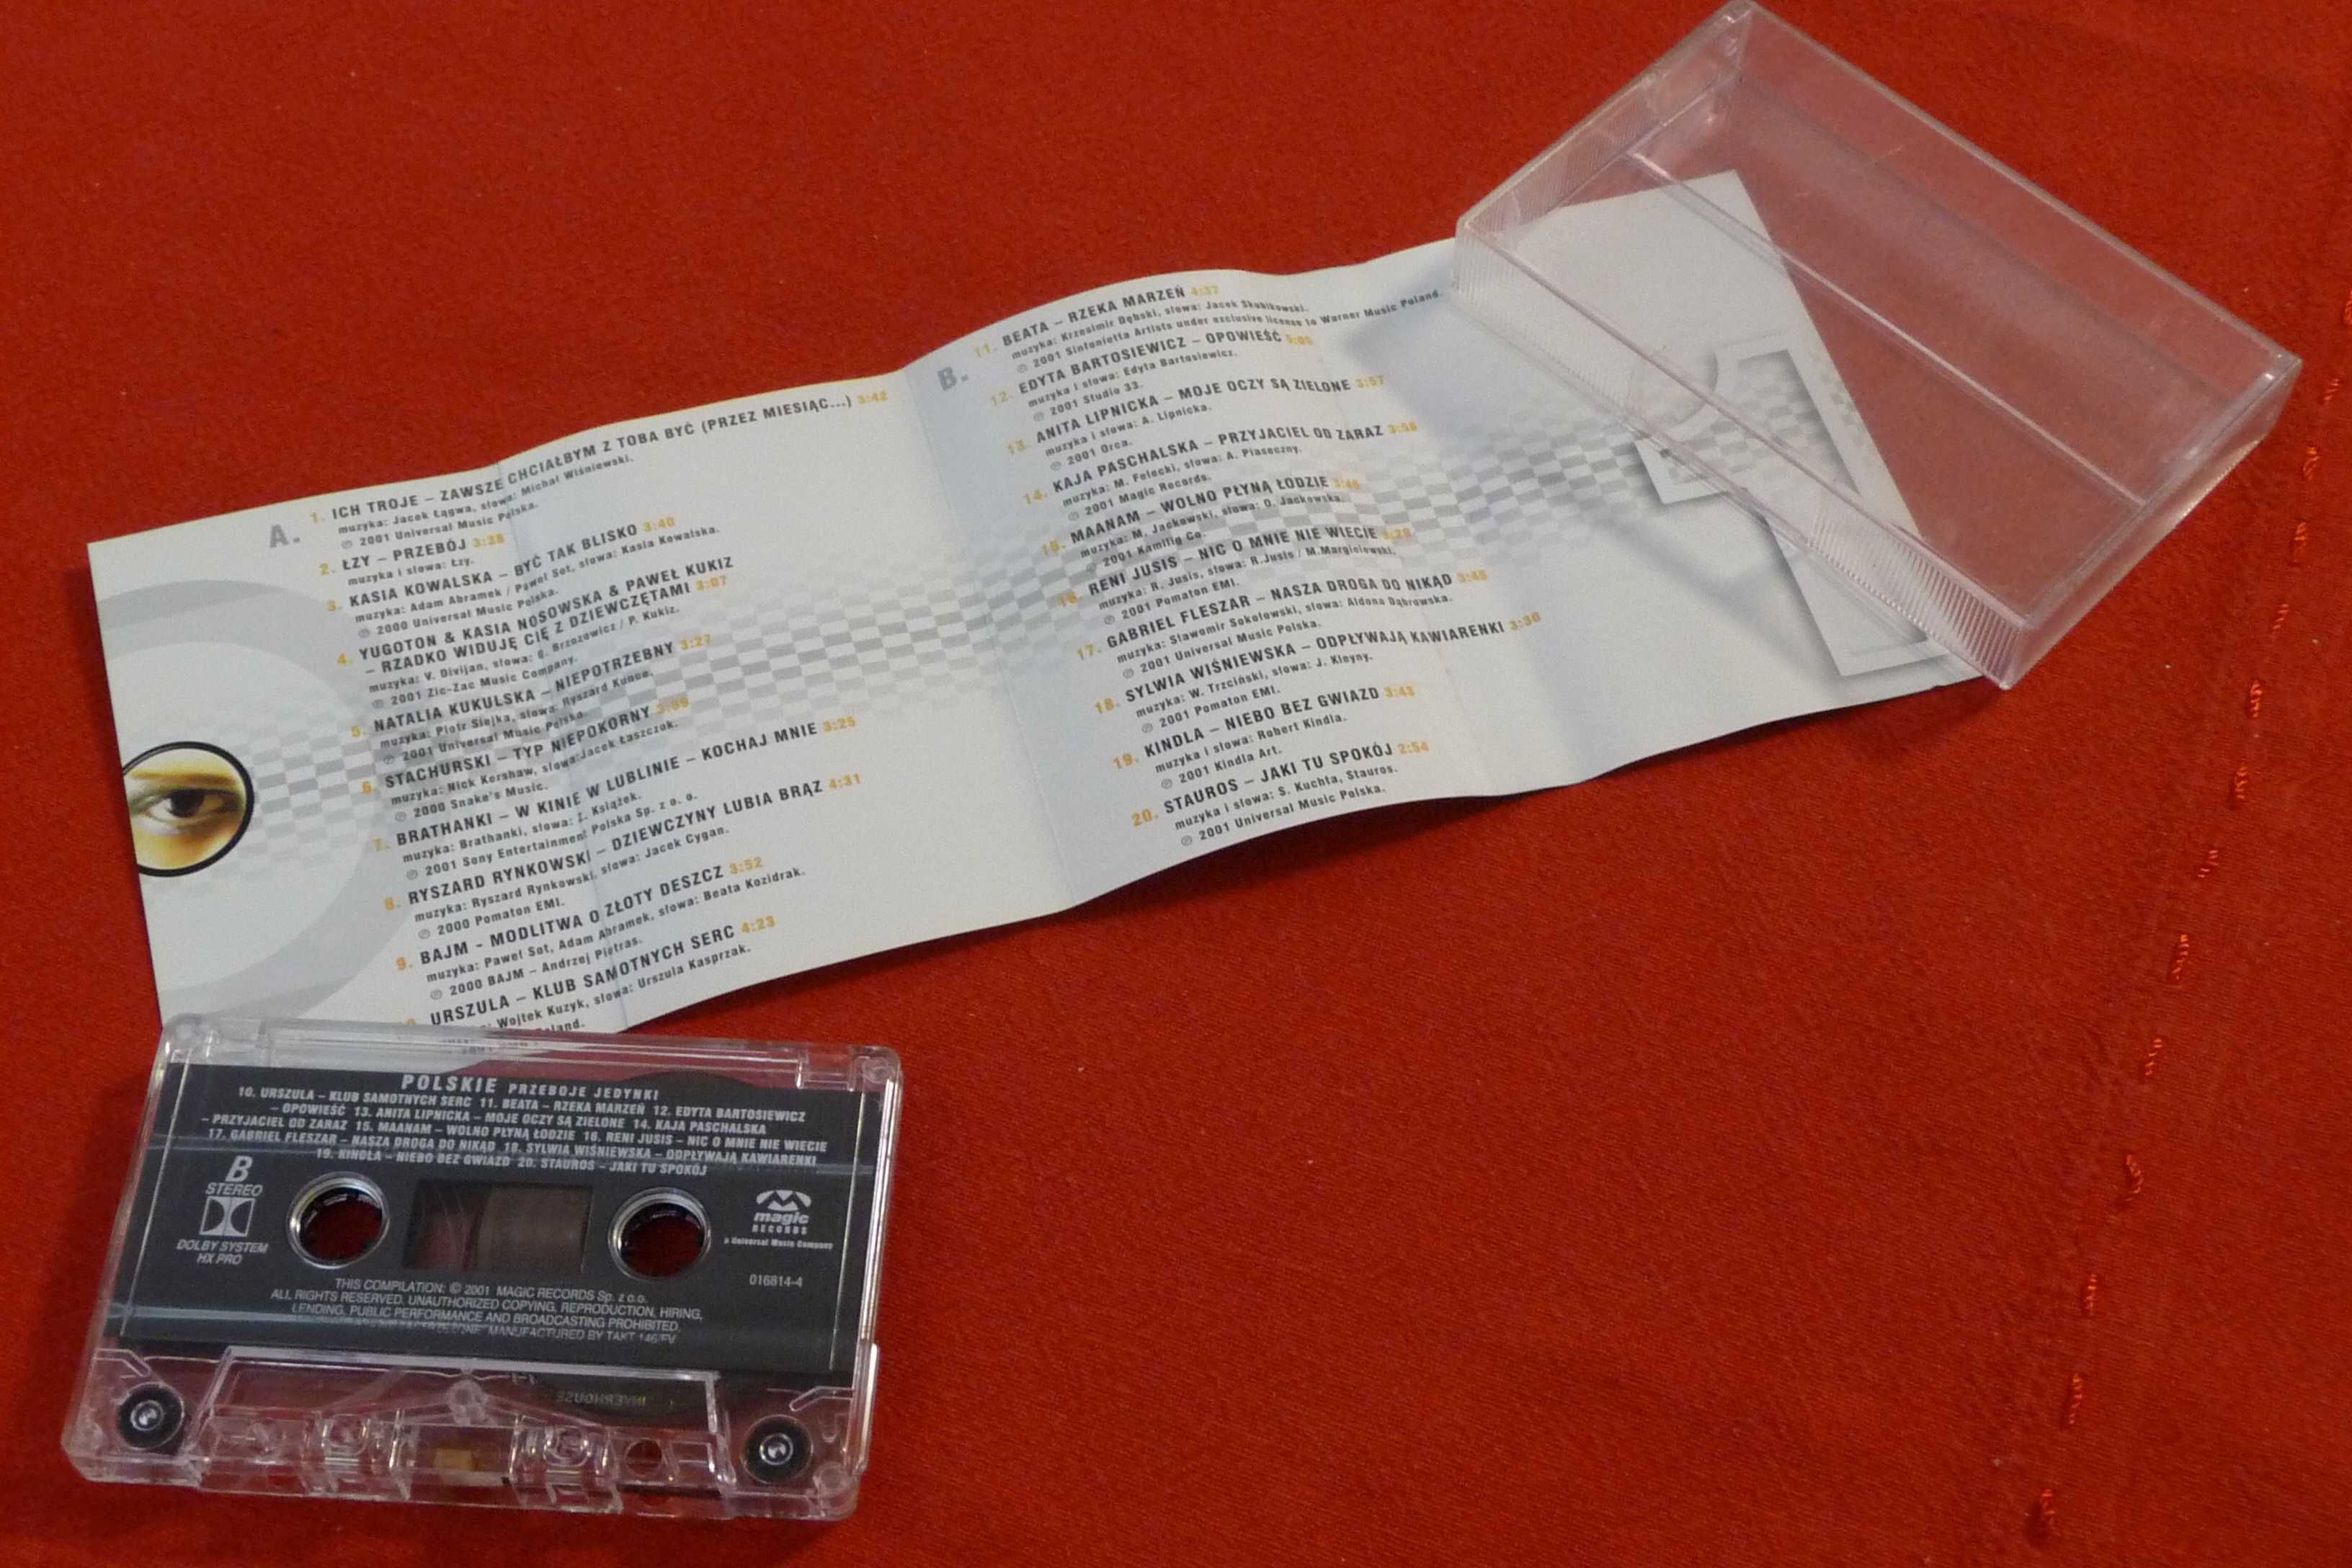 A.
1. ICH TROJE – ZAWSZE CHCIAŁBYM Z TOBA BYĆ (PRZEZ MIESIĄC...) 3:42
muzyka: Jacek Łągwa, słowa: Michał Wiśniewski.
℗ 2001 Universal Music Polska.
2. ŁZY – PRZEBÓJ 3:38
muzyka i słowa: Łzy.
3. KASIA KOWALSKA – BYĆ TAK BLISKO 3:40
muzyka: Adam Abramek / Paweł Sot, słowa: Kasia Kowalska.
℗ 2000 Universal Music Polska.
4. YUGOTON & KASIA NOSOWSKA & PAWEŁ KUKIZ
– RZADKO WIDUJĘ CIĘ Z DZIEWCZĘTAMI 3:07
muzyka: V. Divijan, słowa: G. Brzozowicz / P. Kukiz.
℗ 2001 Zic-Zac Music Company.
5. NATALIA KUKULSKA – NIEPOTRZEBNY 3:27
muzyka: Piotr Siejka, słowa: Ryszard Kunce.
℗ 2001 Universal Music Polska.
6. STACHURSKI – TYP NIEPOKORNY 3:59
muzyka: Nick Kershaw, słowa: Jacek Łaszczok.
℗ 2000 Snake's Music.
7. BRATHANKI – W KINIE W LUBLINIE – KOCHAJ MNIE 3:25
muzyka: Brathanki, słowa: Z. Książek.
℗ 2001 Sony Entertainment Polska Sp. z o. o.
8. RYSZARD RYNKOWSKI – DZIEWCZYNY LUBIA BRĄZ 4:31
muzyka: Ryszard Rynkowski, słowa: Jacek Cygan.
℗ 2000 Pomaton EMI.
9. BAJM - MODLITWA O ZŁOTY DESZCZ 3:52
muzyka: Paweł Sot, Adam Abramek, słowa: Beata Kozidrak.
℗ 2000 BAJM – Andrzej Pietras.
URSZULA – KLUB SAMOTNYCH SERC 4:23
Wojtek Kuzyk, słowa: Urszula Kasprzak.
B.
11. BEATA – RZEKA MARZEŃ 4:37
muzyka: Krzesimir Dębski, słowa: Jacek Skubikowski.
℗ 2001 Sinfonietta Artists under exclusive license to Warner Music Poland.
12. EDYTA BARTOSIEWICZ – OPOWIEŚĆ 5:05
muzyka i słowa: Edyta Bartosiewicz.
℗ 2001 Studio 33.
13. ANITA LIPNICKA – MOJE OCZY SĄ ZIELONE 3:57
muzyka i słowa: A. Lipnicka.
℗ 2001 Orca.
14. KAJA PASCHALSKA – PRZYJACIEL OD ZARAZ 3:56
muzyka: M. Felecki, słowa: A. Piaseczny.
℗ 2001 Magic Records.
15. MAANAM – WOLNO PŁYNĄ ŁODZIE
muzyka: M. Jackowski, słowa: O. Jackowska.
℗ 2001 Kamiling Co.
16. RENI JUSIS – NIC O MNIE NIE WIECIE
muzyka: R. Jusis, słowa: R.Jusis / M.Margielewski.
℗ 2001 Pomaton EMI.
17. GABRIEL FLESZAR – NASZA DROGA DO NIKĄD 3:45
muzyka: Sławomir Sokołowski, słowa: Aldona Dąbrowska.
℗ 2001 Universal Music Polska.
18. SYLWIA WIŚNIEWSKA – ODPŁYWAJĄ KAWIARENKI 3:30
muzyka: W. Trzciński, słowa: J. Kleyny.
℗ 2001 Pomaton EMI.
19. KINDLA – NIEBO BEZ GWIAZD 3:43
muzyka i słowa: Robert Kindla.
℗ 2001 Kindla Art.
20. STAUROS – JAKI TU SPOKÓJ 2:54
muzyka i słowa: S. Kuchta, Stauros.
℗ 2001 Universal Music Polska.
POLSKIE PRZEBOJE JEDYNKI
10. URSZULA – KLUB SAMOTNYCH SERC 11. BEATA – RZEKA MARZEŃ 12. EDYTA BARTOSIEWICZ
– OPOWIEŚĆ 13. ANITA LIPNICKA – MOJE OCZY SĄ ZIELONE 14. KAJA PASCHALSKA
– PRZYJACIEL OD ZARAZ 15. MAANAM – WOLNO PŁYNĄ ŁODZIE 16. RENI JUSIS – NIC O MNIE NIE WIECIE
17. GABRIEL FLESZAR – NASZA DROGA DO NIKĄD 18. SYLWIA WIŚNIEWSKA – ODPŁYWAJĄ KAWIARENKI
19. KINDLA – NIEBO BEZ GWIAZD 20. STAUROS – JAKI TU SPOKÓJ
B
STEREO
DOLBY SYSTEM
HX PRO
magic
RECORDS
a Universal Music Company
016814-4
THIS COMPILATION: © 2001 MAGIC RECORDS Sp. z o.o.
ALL RIGHTS RESERVED. UNAUTHORIZED COPYING, REPRODUCTION, HIRING,
LENDING, PUBLIC PERFORMANCE AND BROADCASTING PROHIBITED.
MANUFACTURED BY TAKT